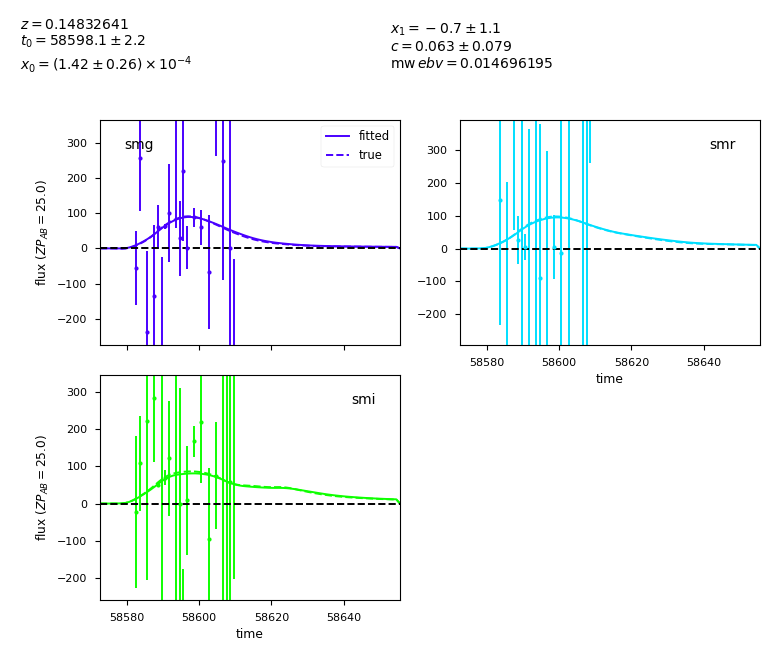 z = 0.14832641
t₀ = 58598.1 ± 2.2
x₀ = (1.42 ± 0.26) × 10⁻⁴
x₁ = −0.7 ± 1.1
c = 0.063 ± 0.079
mw ebv = 0.014696195
smg
fitted
true
300
200
100
0
−100
−200
flux (ZP_AB = 25.0)
smr
300
200
100
0
−100
−200
58580 58600 58620 58640
time
smi
300
200
100
0
−100
−200
flux (ZP_AB = 25.0)
58580 58600 58620 58640
time